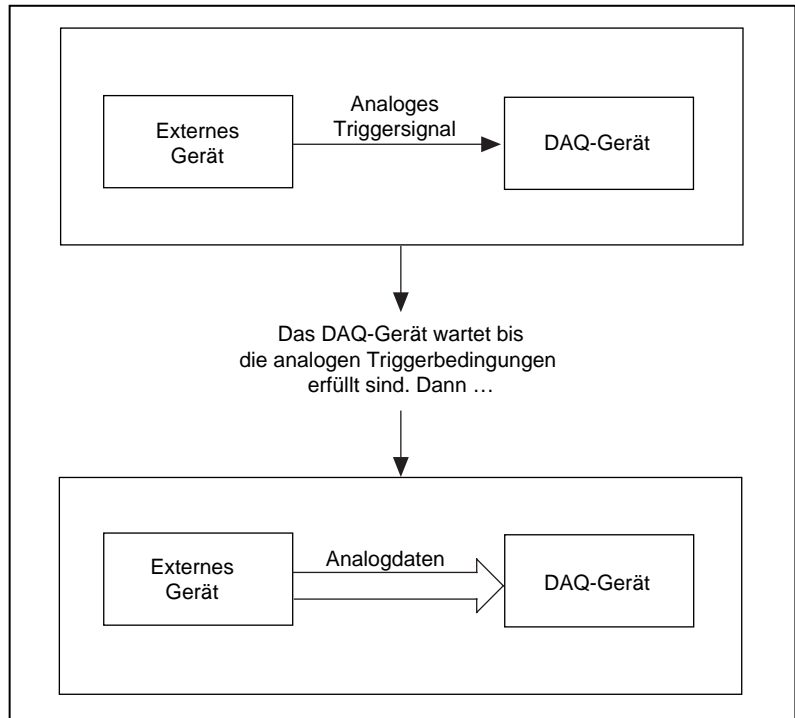 Externes
Gerät
Analoges
Triggersignal
DAQ-Gerät
Das DAQ-Gerät wartet bis
die analogen Triggerbedingungen
erfüllt sind. Dann …
Externes
Gerät
Analogdaten
DAQ-Gerät